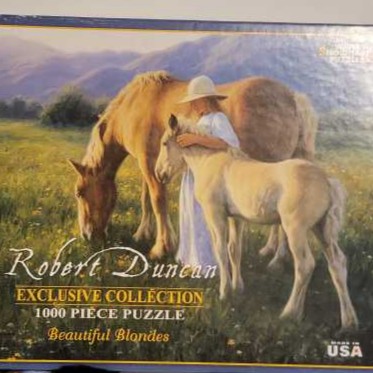 Robert Duncan
EXCLUSIVE COLLECTION
1000 PIECE PUZZLE
Beautiful Blondes
MADE IN
USA